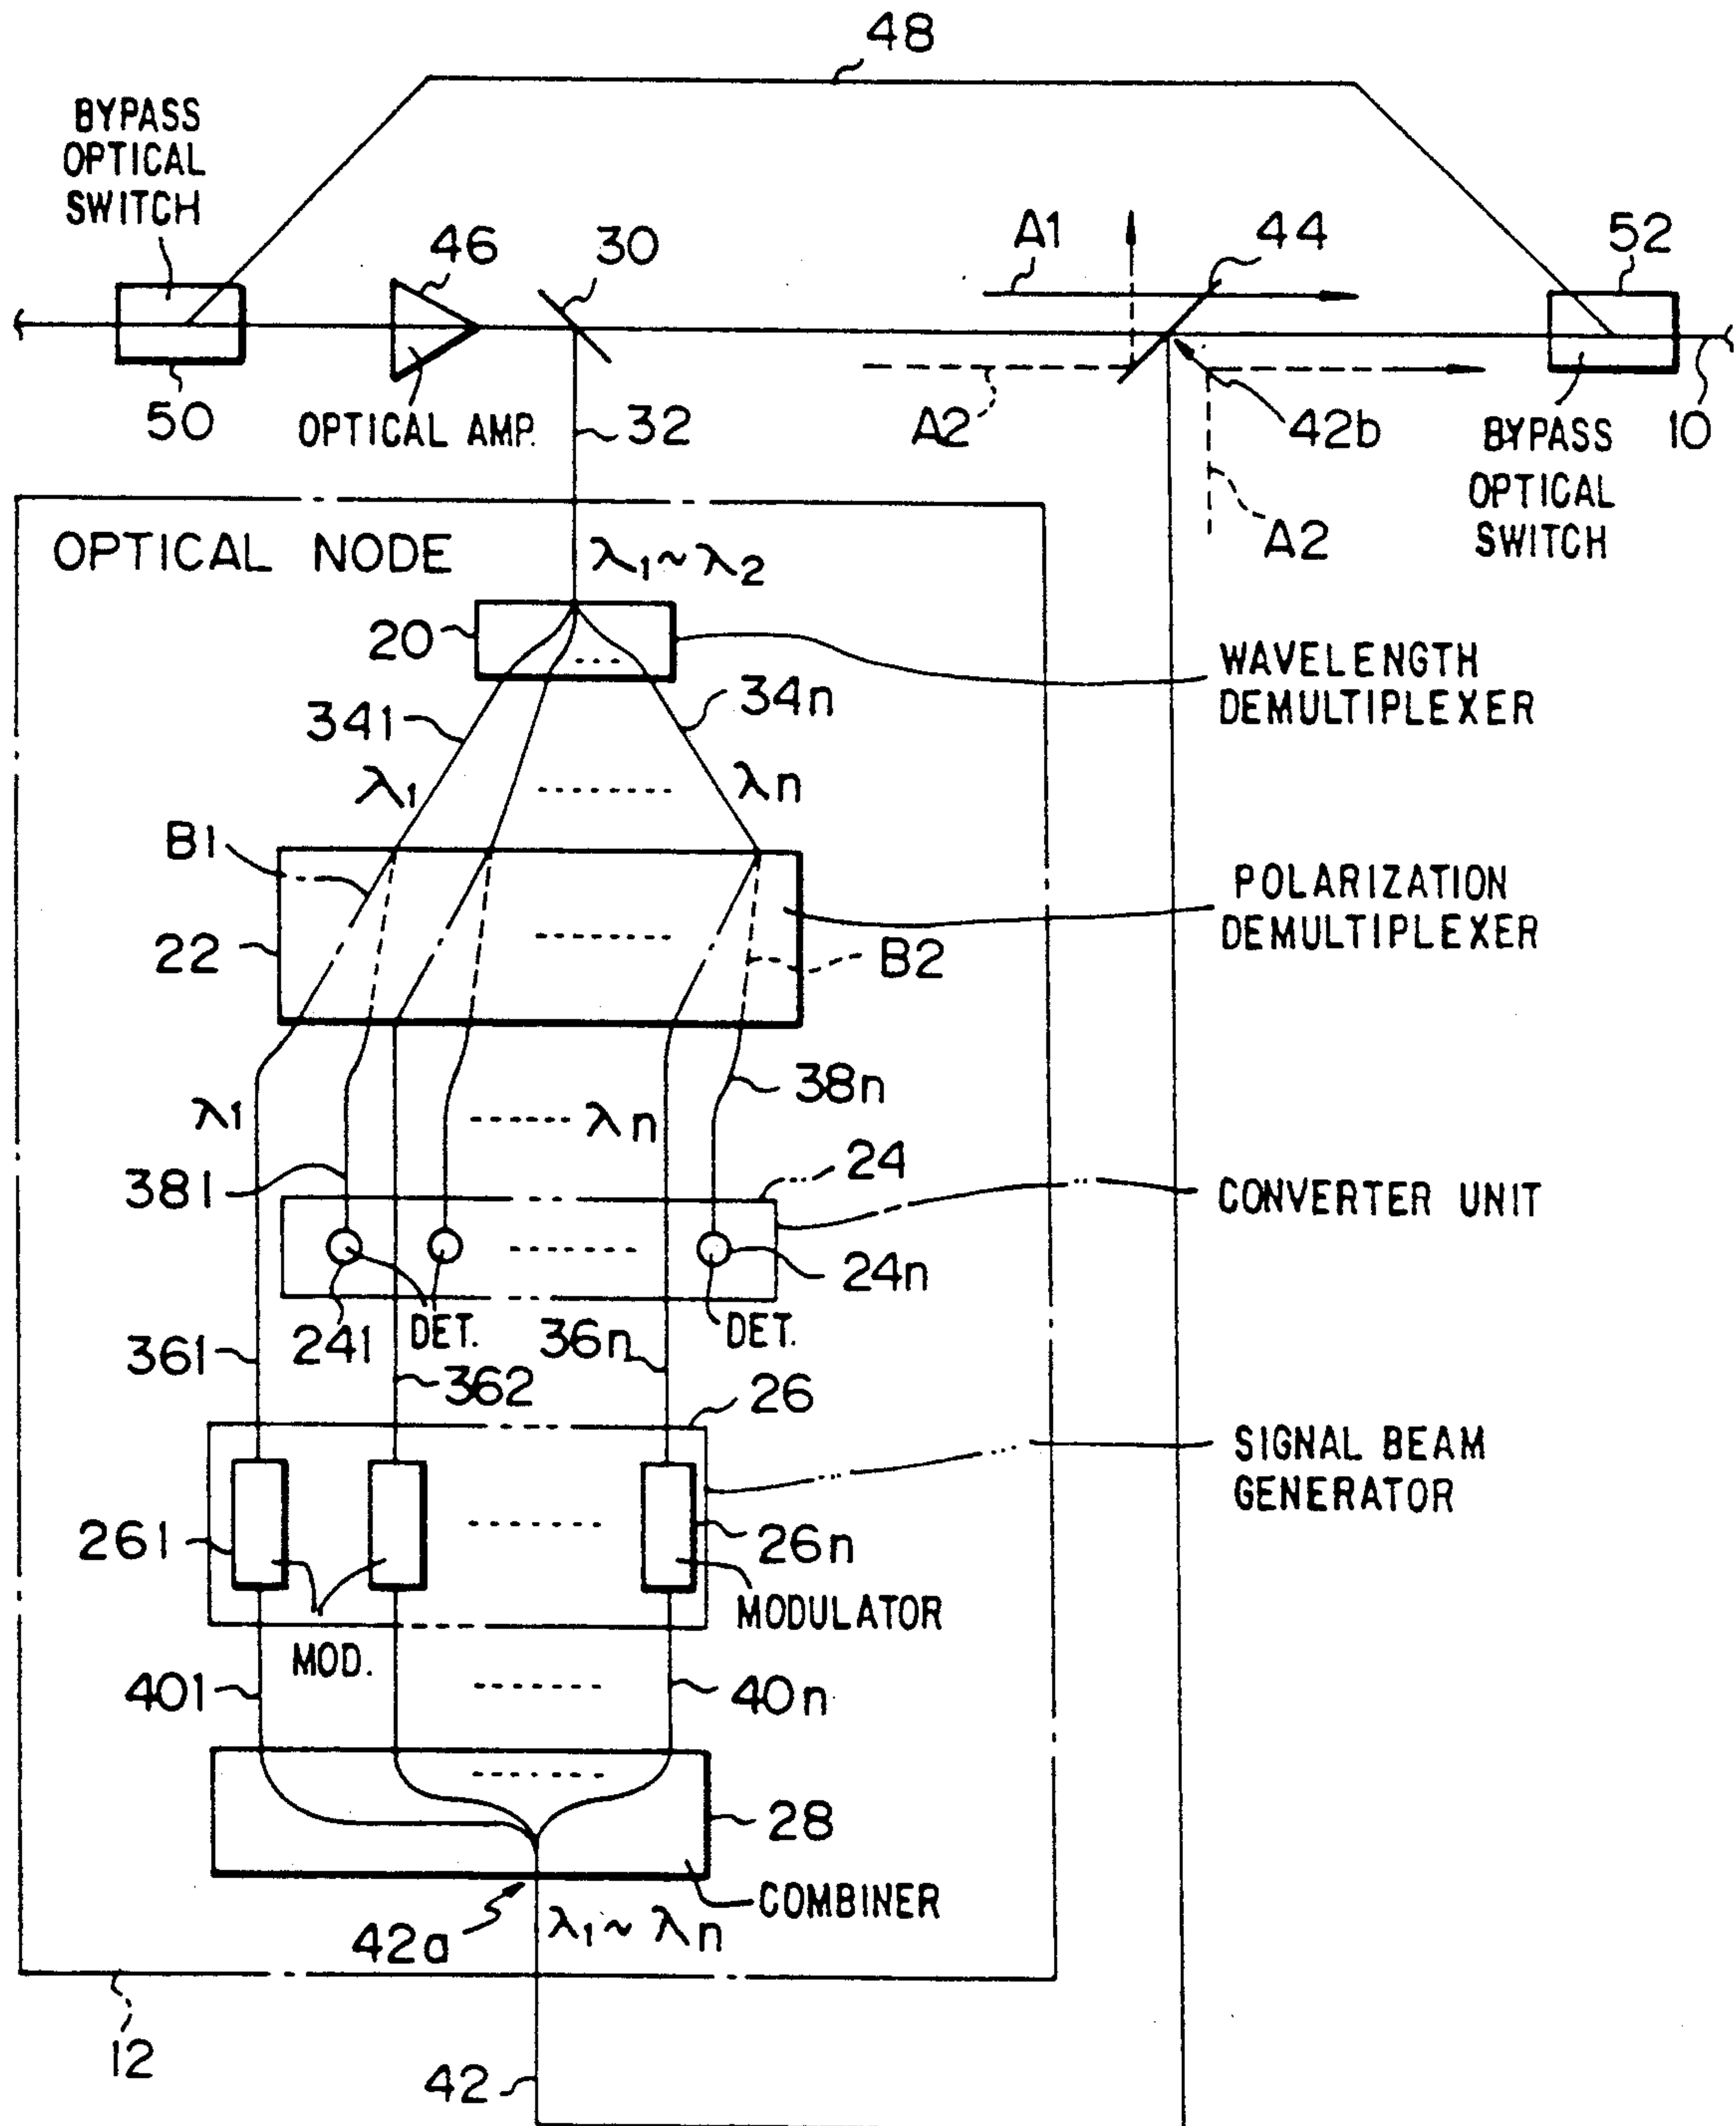 48
BYPASS
OPTICAL
SWITCH
46
30
A1
44
52
50
OPTICAL AMP.
32
A2
42b
BYPASS
OPTICAL
SWITCH
10
A2
OPTICAL NODE
λ1~λ2
20
WAVELENGTH
DEMULTIPLEXER
341
34n
λ1
λn
B1
POLARIZATION
DEMULTIPLEXER
22
B2
38n
λ1
λn
381
24
CONVERTER UNIT
24n
241
DET.
DET.
361
36n
362
26
SIGNAL BEAM
GENERATOR
261
26n
MODULATOR
MOD.
401
40n
28
COMBINER
42a
λ1~λn
12
42